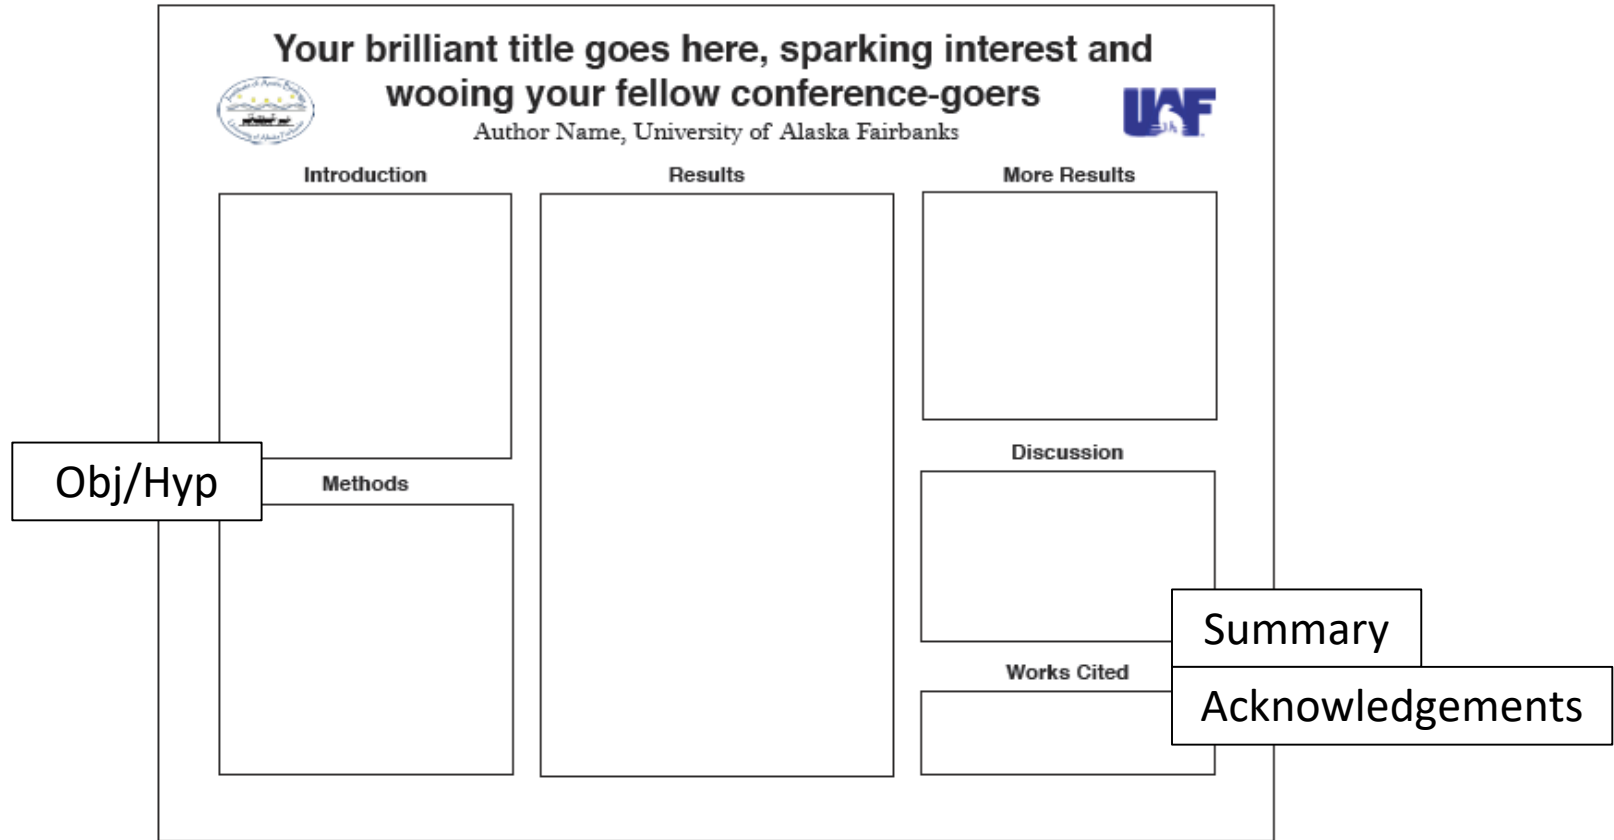 Your brilliant title goes here, sparking interest and
wooing your fellow conference-goers
Author Name, University of Alaska Fairbanks
UAF
Introduction
Obj/Hyp
Methods
Results
More Results
Discussion
Summary
Works Cited
Acknowledgements